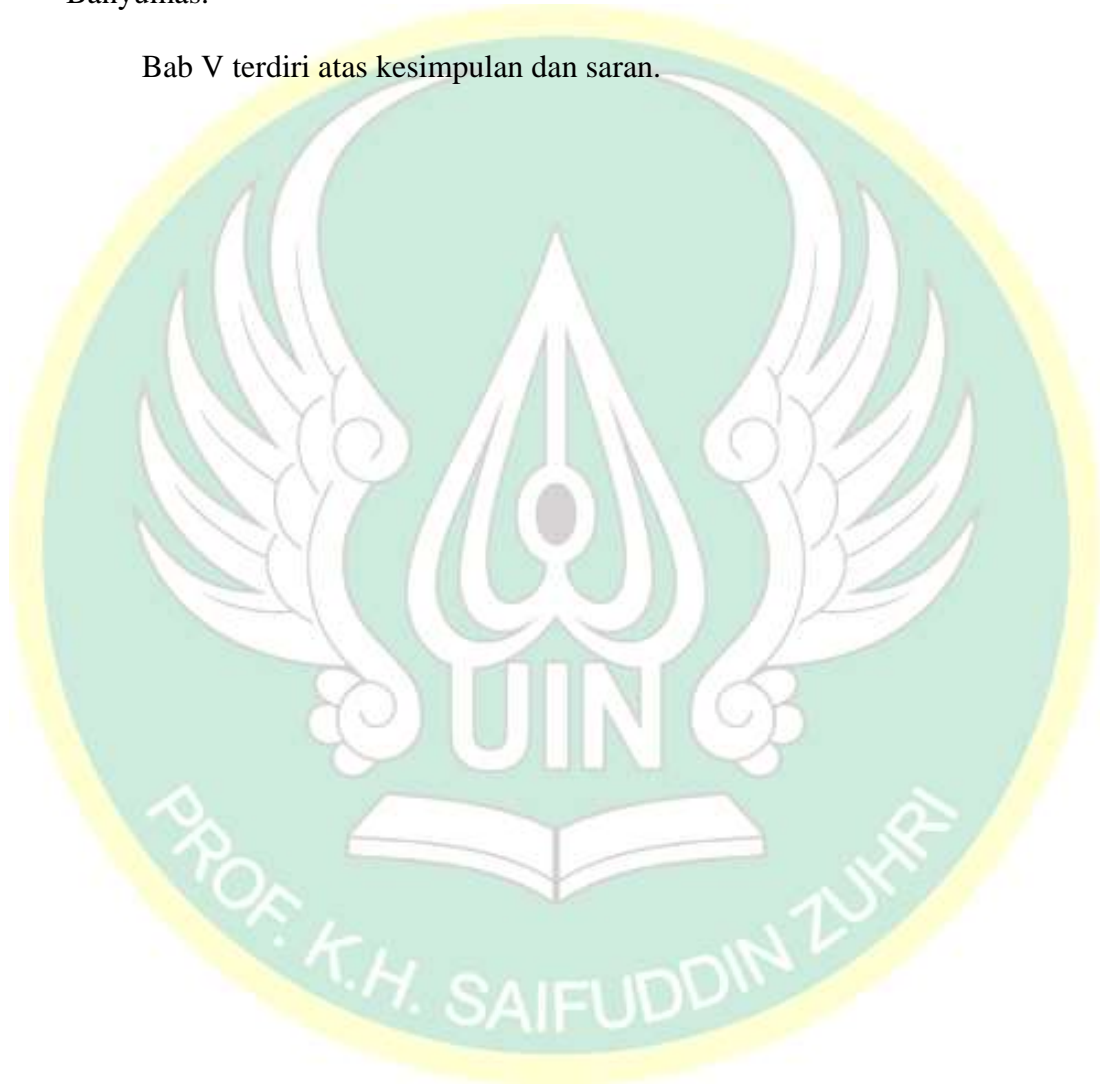 Banyumas.
Bab V terdiri atas kesimpulan dan saran.
UIN
PROF. K.H. SAIFUDDIN ZUHRI